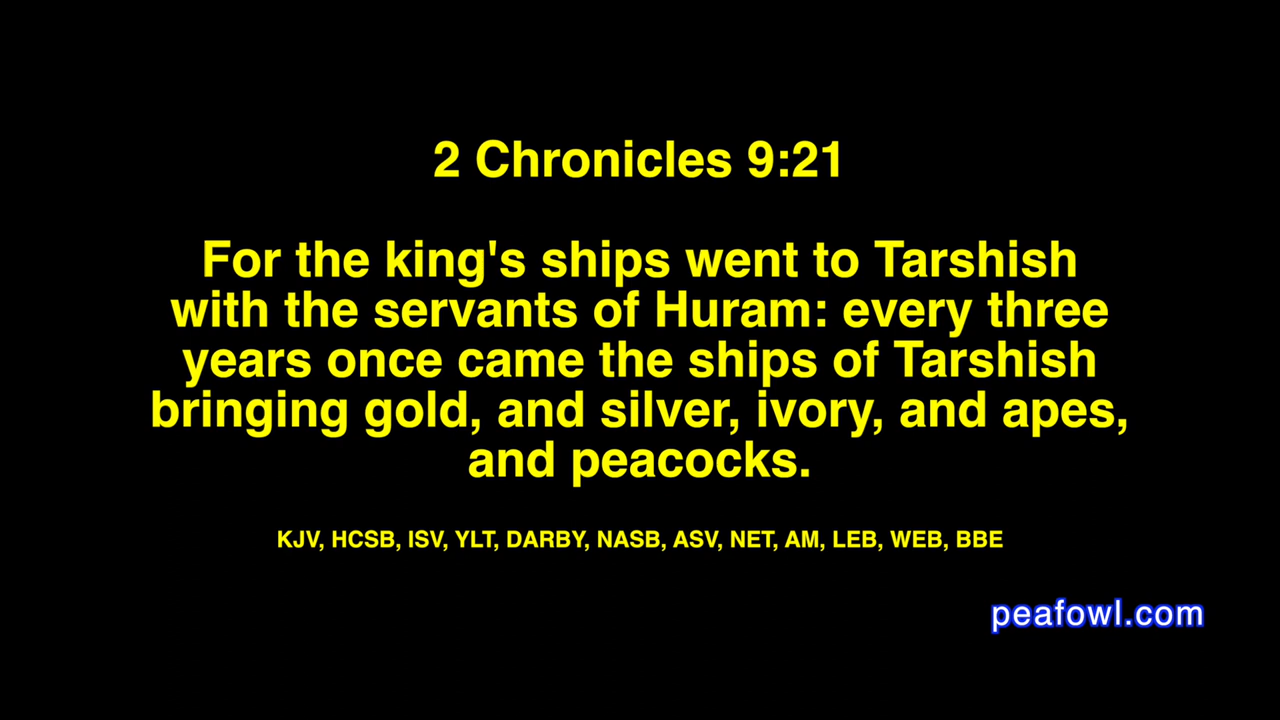 2 Chronicles 9:21
For the king's ships went to Tarshish
with the servants of Huram: every three
years once came the ships of Tarshish
bringing gold, and silver, ivory, and apes,
and peacocks.
KJV, HCSB, ISV, YLT, DARBY, NASB, ASV, NET, AM, LEB, WEB, BBE
peafowl.com